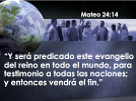 Mateo 24:14
“Y será predicado este evangelio
del reino en todo el mundo, para
testimonio a todas las naciones;
y entonces vendrá el fin.”